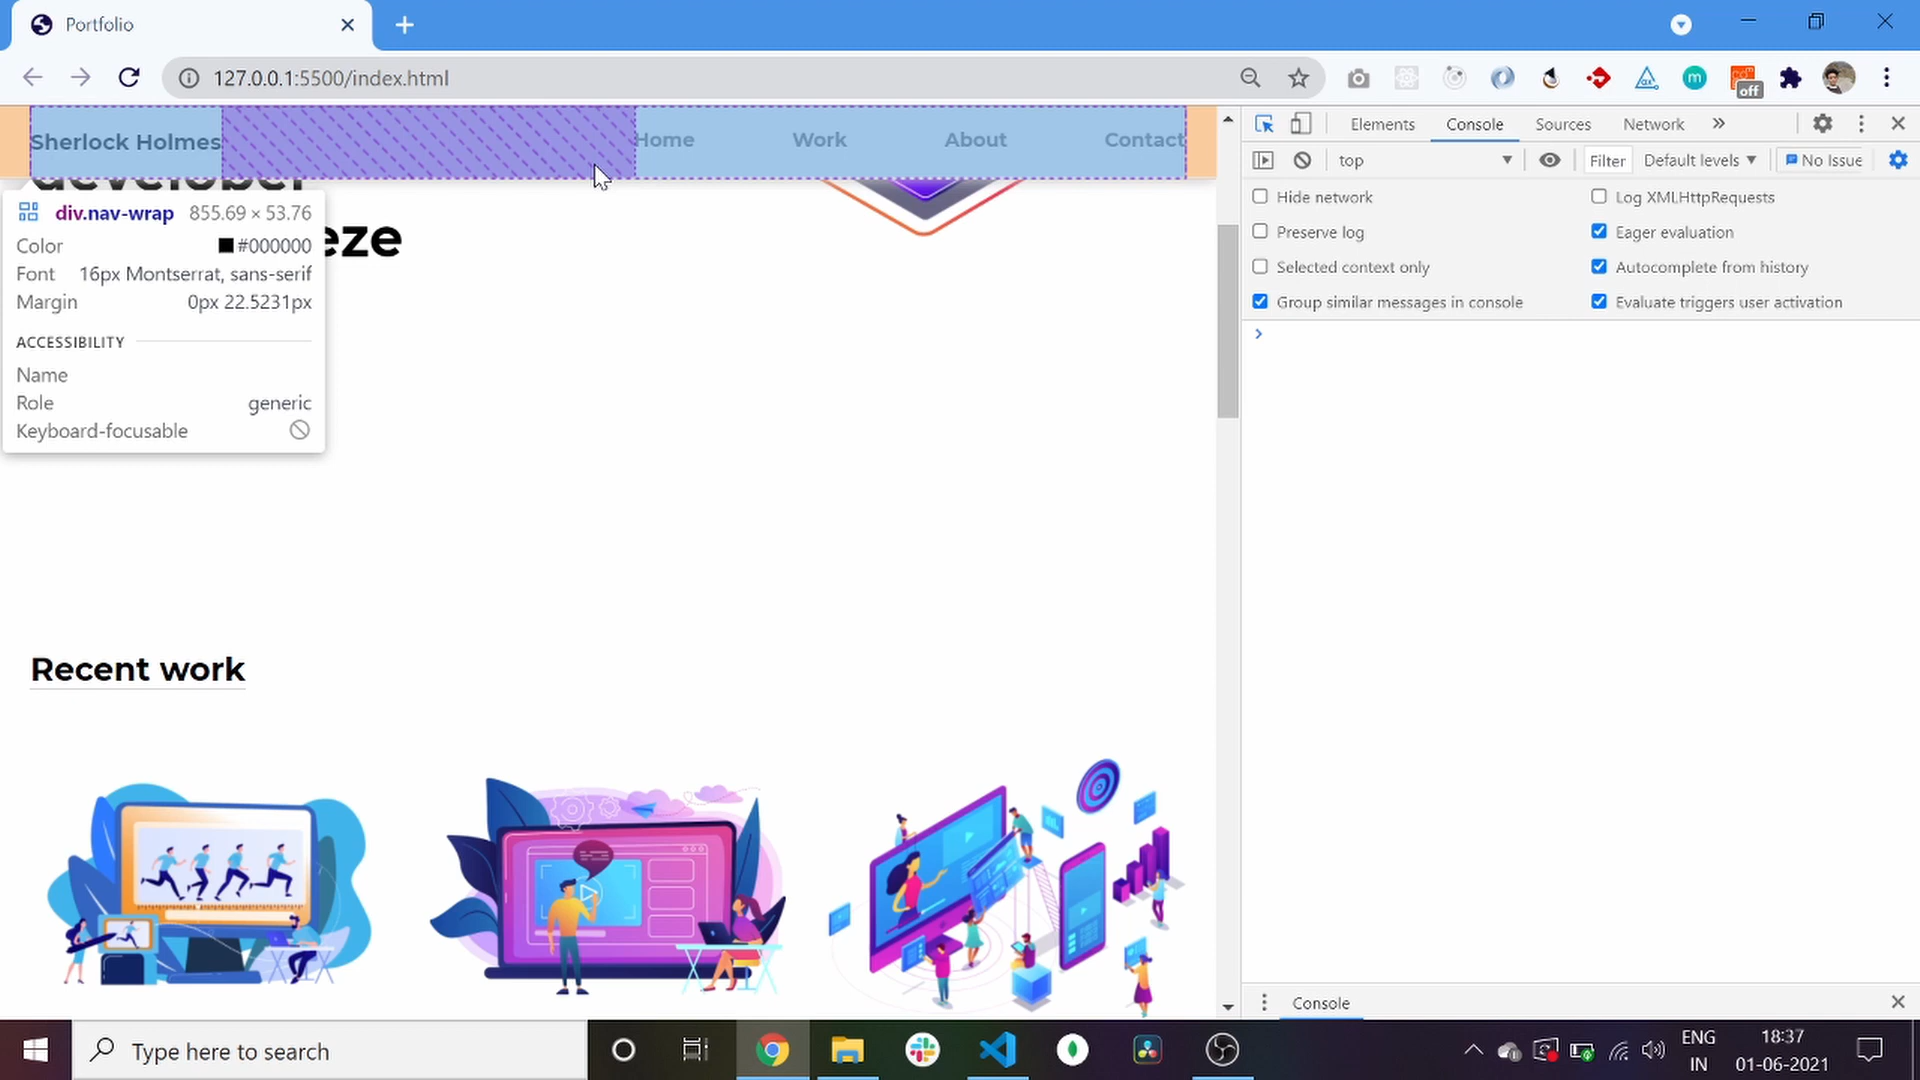 Portfolio
127.0.0.1:5500/index.html
off
Sherlock Holmes
Home
Work
About
Contact
developer
eze
div.nav-wrap 855.69 × 53.76
Color #000000
Font 16px Montserrat, sans-serif
Margin 0px 22.5231px
ACCESSIBILITY
Name
Role generic
Keyboard-focusable
Recent work
Elements Console Sources Network »
top Filter Default levels ▼ No Issue
Hide network
Log XMLHttpRequests
Preserve log
Eager evaluation
Selected context only
Autocomplete from history
Group similar messages in console
Evaluate triggers user activation
Console
Type here to search
ENG
IN
18:37
01-06-2021